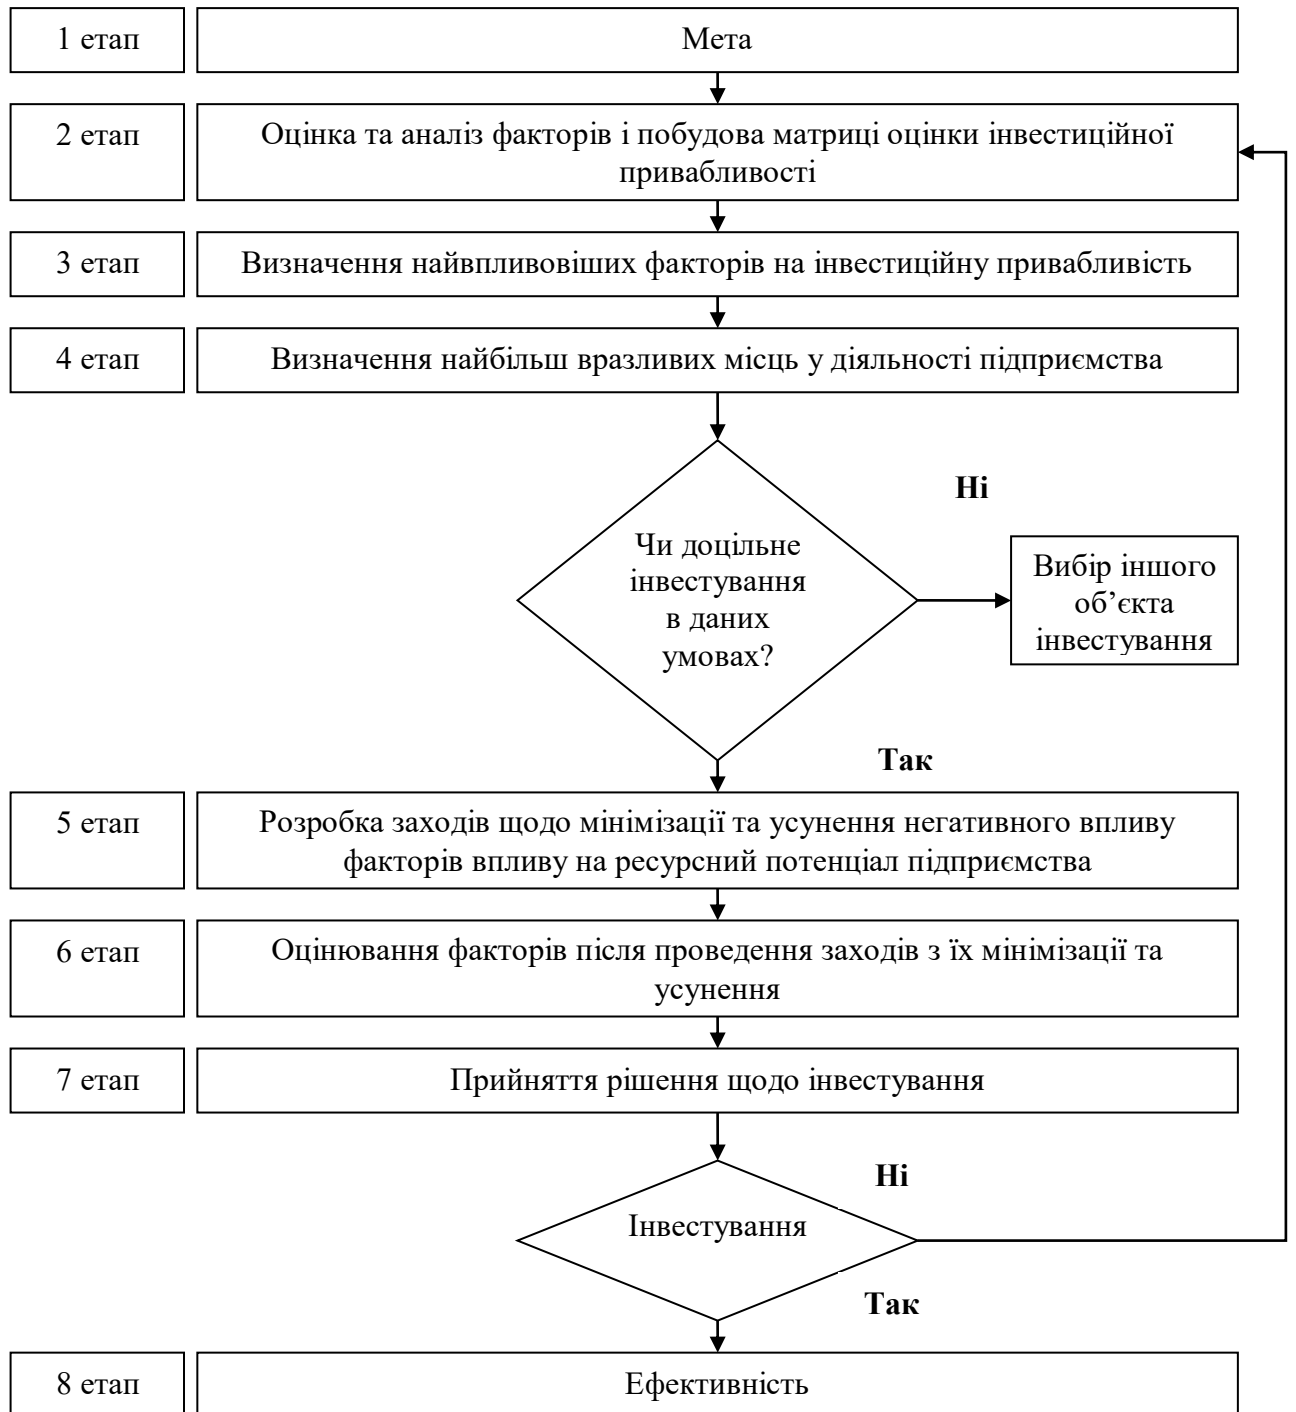 1 етап
Мета
2 етап
Оцінка та аналіз факторів і побудова матриці оцінки інвестиційної
привабливості
3 етап
Визначення найвпливовіших факторів на інвестиційну привабливість
4 етап
Визначення найбільш вразливих місць у діяльності підприємства
Ні
Чи доцільне
інвестування
в даних
умовах?
Вибір іншого
об’єкта
інвестування
Так
5 етап
Розробка заходів щодо мінімізації та усунення негативного впливу
факторів впливу на ресурсний потенціал підприємства
6 етап
Оцінювання факторів після проведення заходів з їх мінімізації та
усунення
7 етап
Прийняття рішення щодо інвестування
Ні
Інвестування
Так
8 етап
Ефективність